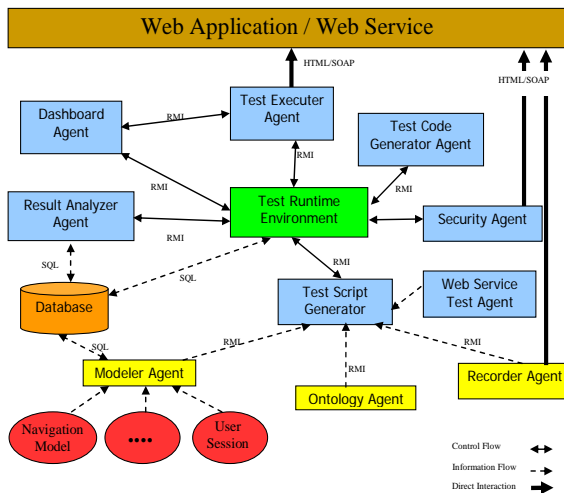 Web Application / Web Service
HTML/SOAP
HTML/SOAP
Dashboard
Agent
RMI
Test Executer
Agent
Test Code
Generator Agent
RMI
RMI
RMI
Result Analyzer
Agent
RMI
Test Runtime
Environment
Security Agent
SQL
SQL
RMI
Database
Test Script
Generator
Web Service
Test Agent
SQL
RMI
RMI
Modeler Agent
RMI
Ontology Agent
Recorder Agent
Navigation
Model
....
User
Session
Control Flow
Information Flow
Direct Interaction